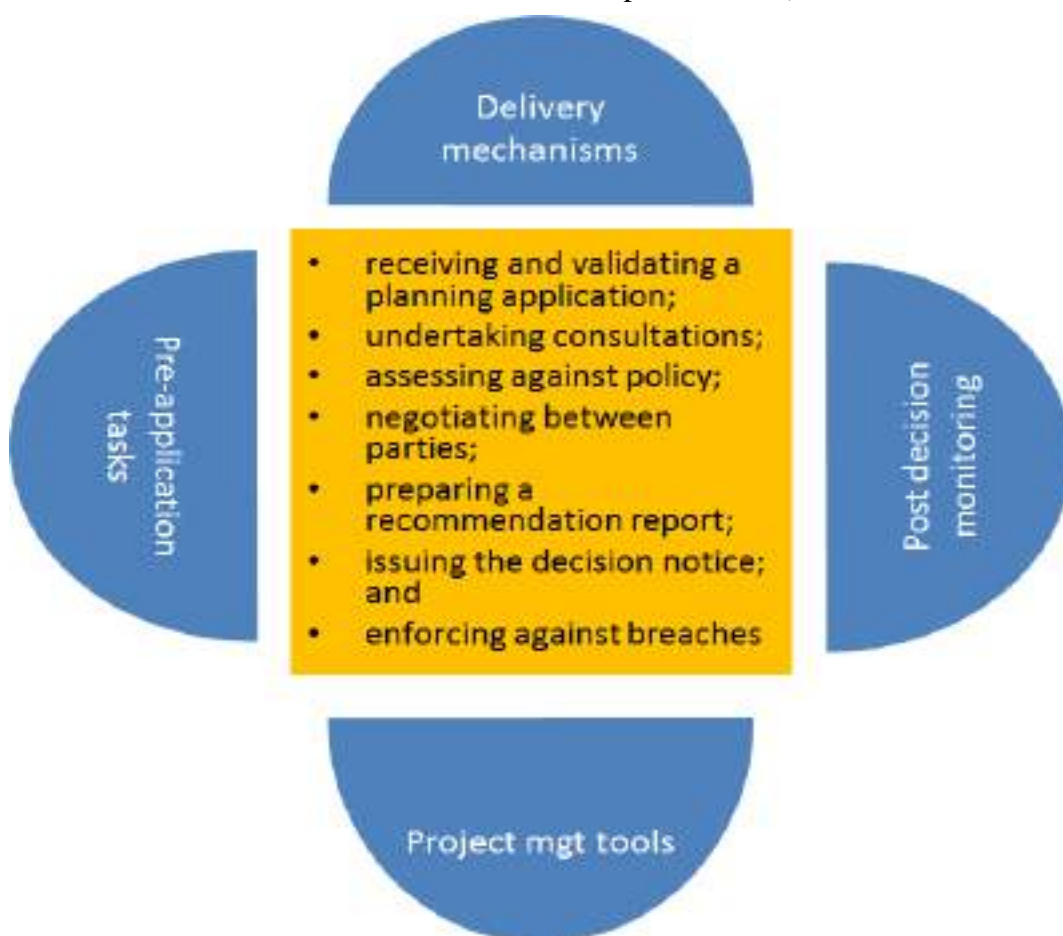 Delivery
mechanisms
Pre-application
tasks
• receiving and validating a
planning application;
• undertaking consultations;
• assessing against policy;
• negotiating between
parties;
• preparing a
recommendation report;
• issuing the decision notice;
and
• enforcing against breaches
Post decision
monitoring
Project mgt tools